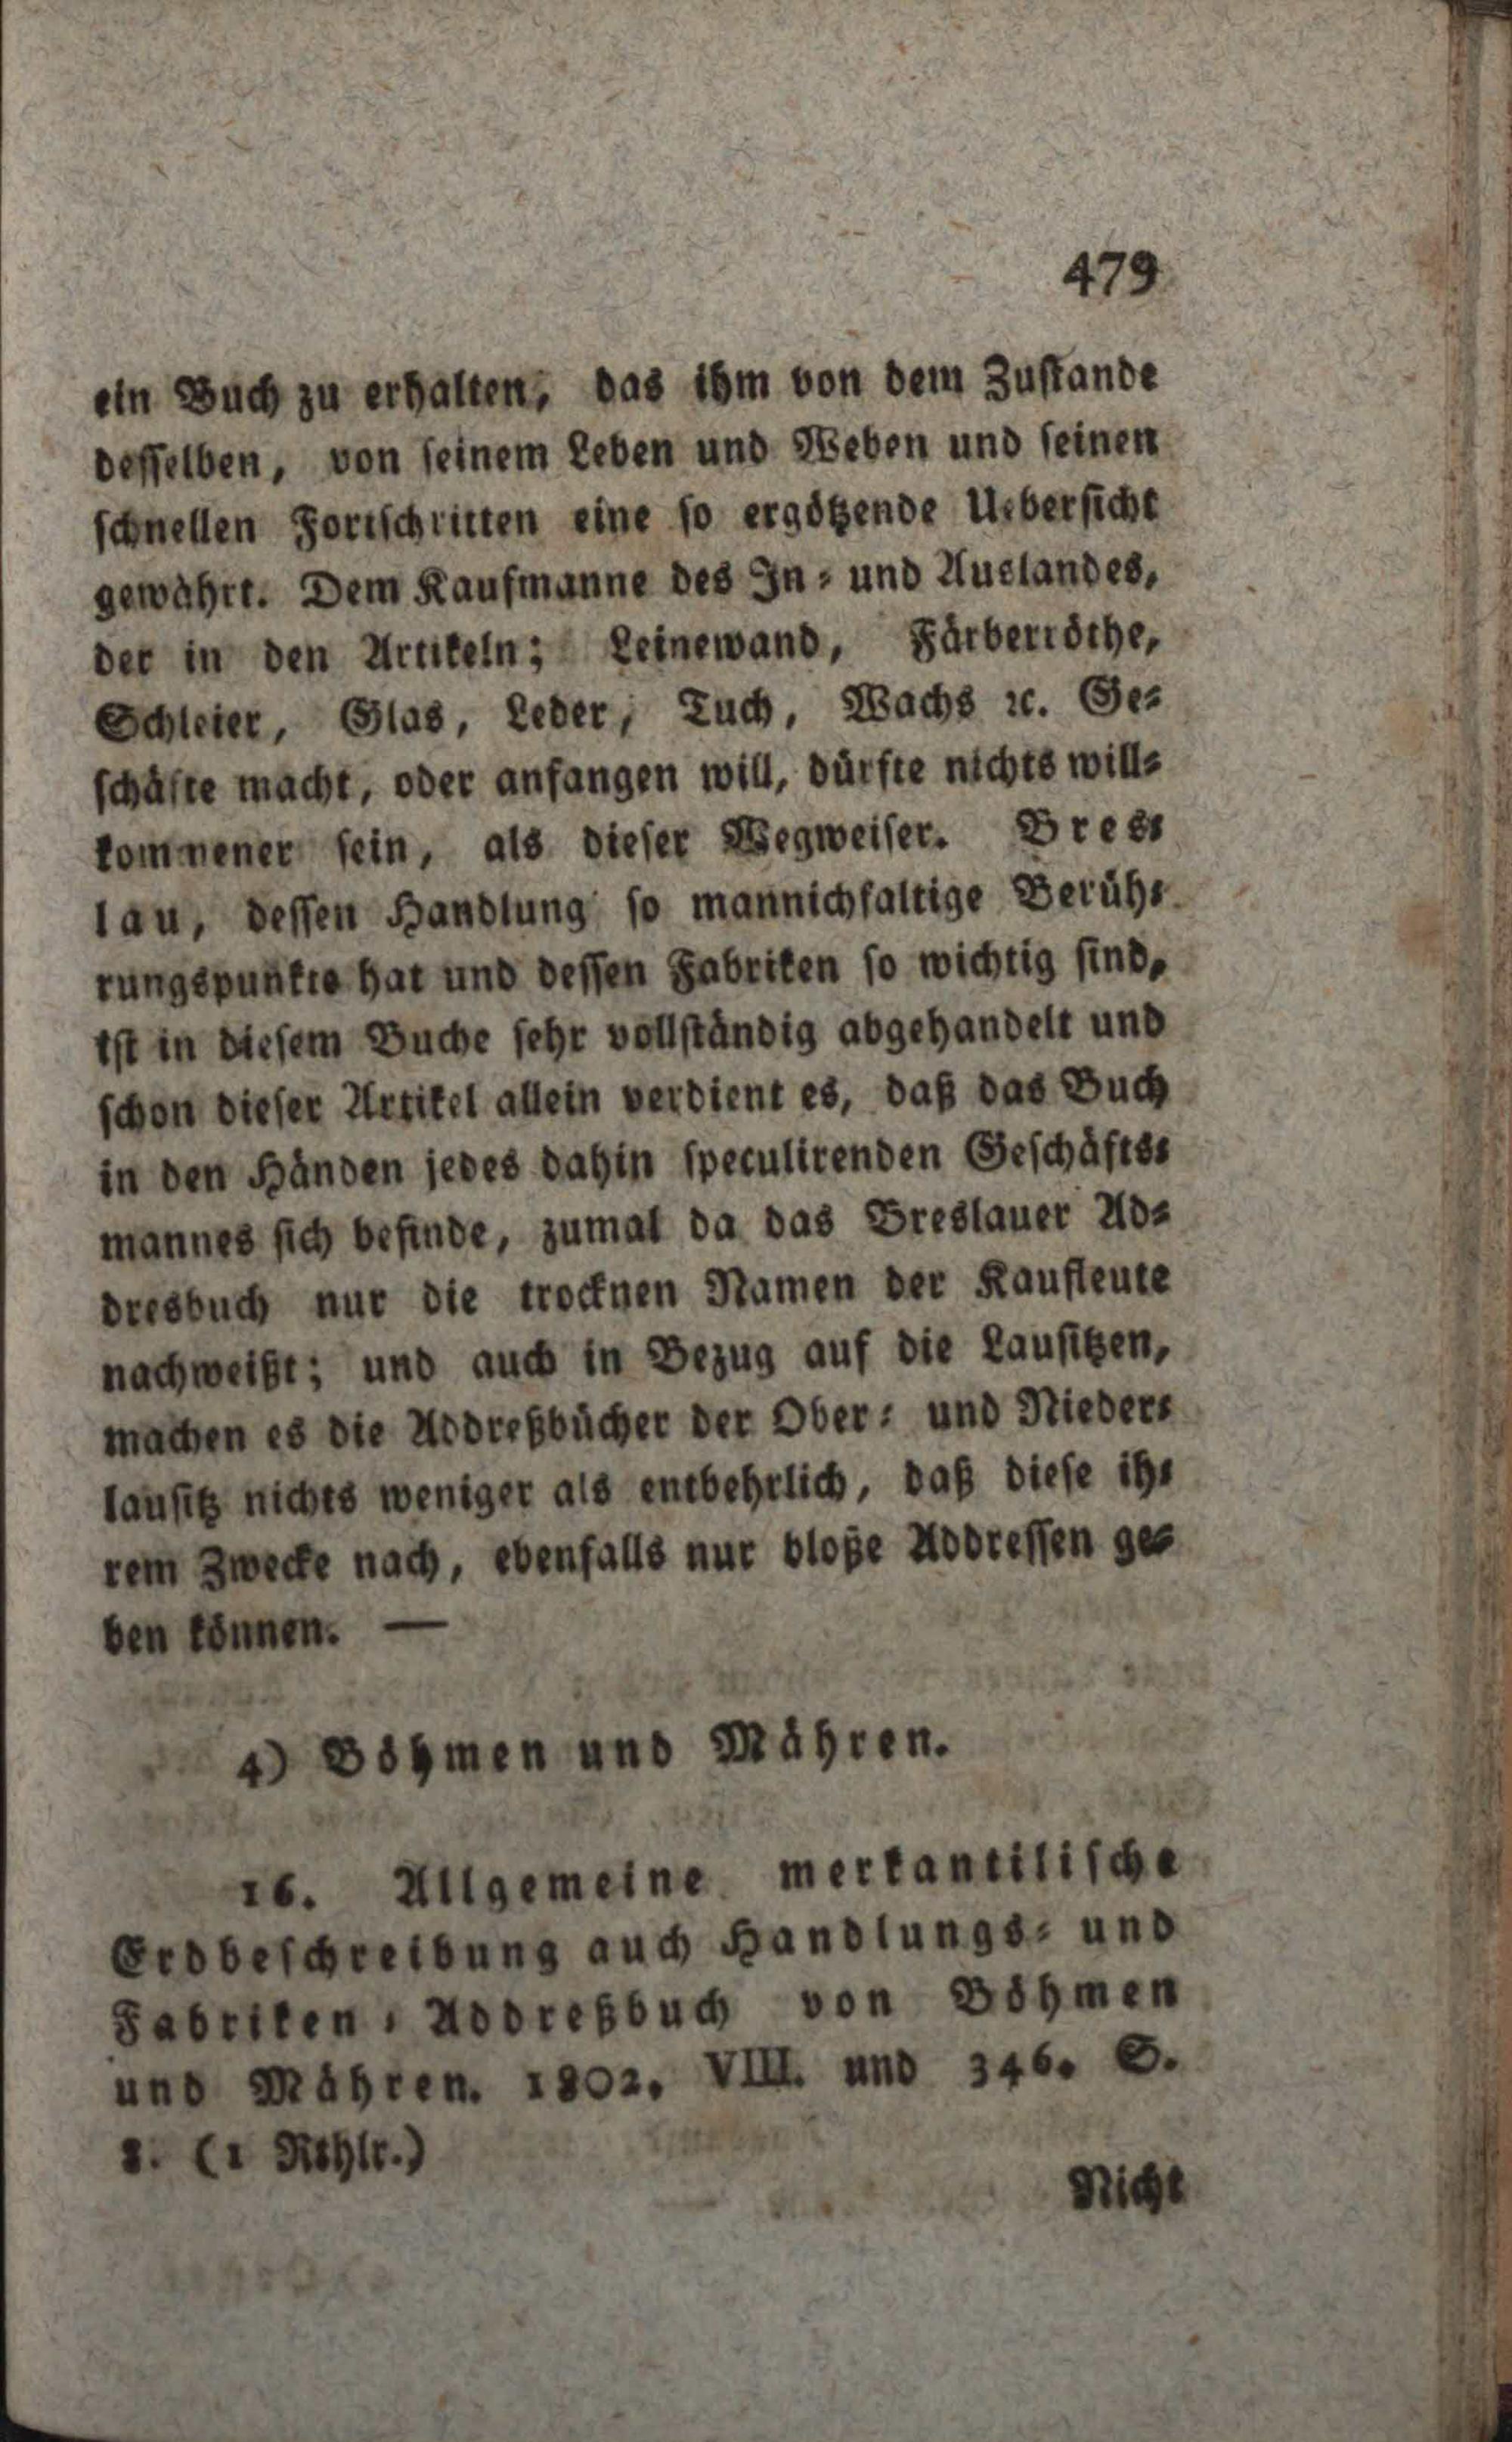 479
ein Buch zu erhalten, das ihm von dem Zustande
desselben, von seinem Leben und Weben und seinen
schnellen Fortschritten eine so ergötzende Uebersicht
gewährt. Dem Kaufmanne des In- und Auslandes,
der in den Artikeln; Leinewand, Färberröthe,
Schleier, Glas, Leder, Tuch, Wachs ꝛc. Ge-
schäfte macht, oder anfangen will, dürfte nichts will-
kommener sein, als dieser Wegweiser. Bres-
lau, dessen Handlung so mannichfaltige Berüh-
rungspunkte hat und dessen Fabriken so wichtig sind,
ist in diesem Buche sehr vollständig abgehandelt und
schon dieser Artikel allein verdient es, daß das Buch
in den Händen jedes dahin speculirenden Geschäfts-
mannes sich befinde, zumal da das Breslauer Ad-
dresbuch nur die trocknen Namen der Kaufleute
nachweißt; und auch in Bezug auf die Lausitzen,
machen es die Addreßbücher der Ober- und Nieder-
lausitz nichts weniger als entbehrlich, daß diese ih-
rem Zwecke nach, ebenfalls nur bloße Addressen ge-
ben können. —
4) Böhmen und Mähren.
16. Allgemeine merkantilische
Erdbeschreibung auch Handlungs- und
Fabriken-Addreßbuch von Böhmen
und Mähren. 1802. VIII. und 346. S.
8. (1 Rthlr.)
Nicht